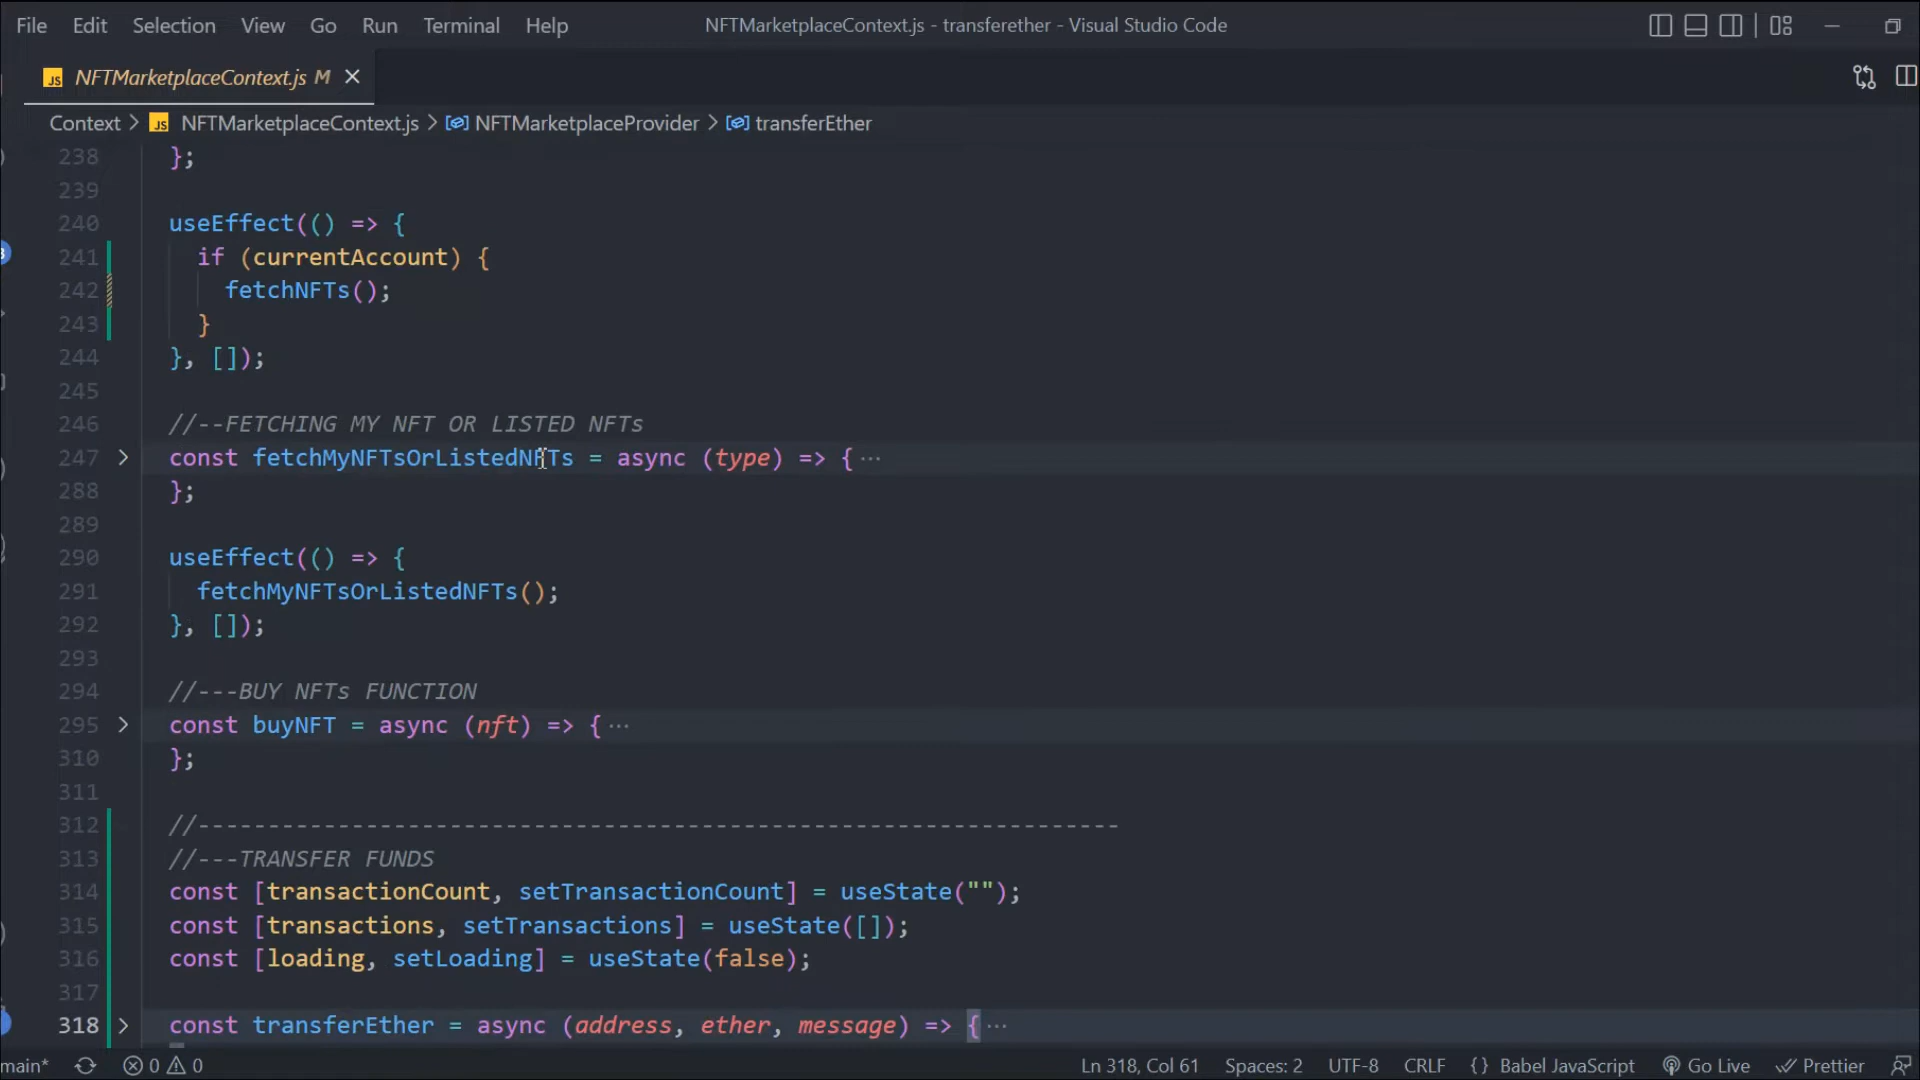 File Edit Selection View Go Run Terminal Help NFTMarketplaceContext.js - transferether - Visual Studio Code
JS NFTMarketplaceContext.js M
Context > JS NFTMarketplaceContext.js > NFTMarketplaceProvider > transferEther
238 };
239
240 useEffect(() => {
241 if (currentAccount) {
242 fetchNFTs();
243 }
244 }, []);
245
246 //--FETCHING MY NFT OR LISTED NFTs
247 const fetchMyNFTsOrListedNFTs = async (type) => { ···
288 };
289
290 useEffect(() => {
291 fetchMyNFTsOrListedNFTs();
292 }, []);
293
294 //---BUY NFTs FUNCTION
295 const buyNFT = async (nft) => { ···
310 };
311
312 //------------------------------------------------------------------
313 //---TRANSFER FUNDS
314 const [transactionCount, setTransactionCount] = useState("");
315 const [transactions, setTransactions] = useState([]);
316 const [loading, setLoading] = useState(false);
317
318 const transferEther = async (address, ether, message) => { ···
main* 0 0 Ln 318, Col 61 Spaces: 2 UTF-8 CRLF {} Babel JavaScript Go Live Prettier